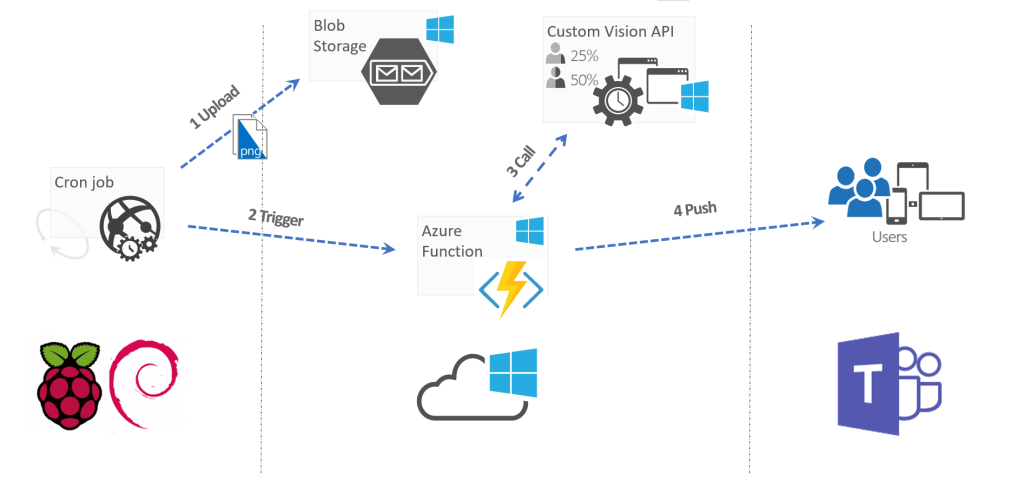 Blob
Storage
Custom Vision API
25%
50%
1 Upload
png
3 Call
Cron job
2 Trigger
Azure
Function
4 Push
Users
T